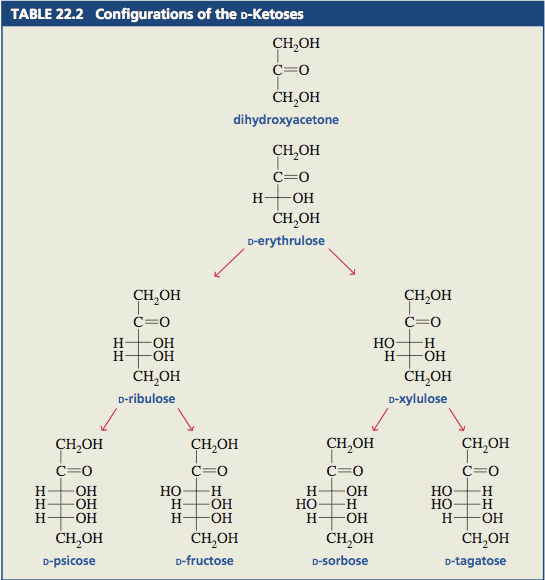 TABLE 22.2 Configurations of the D-Ketoses
CH₂OH
C=O
CH₂OH
dihydroxyacetone
CH₂OH
C=O
H OH
CH₂OH
D-erythrulose
CH₂OH CH₂OH
C=O C=O
H OH HO H
H OH H OH
CH₂OH CH₂OH
D-ribulose D-xylulose
CH₂OH CH₂OH CH₂OH CH₂OH
C=O C=O C=O C=O
H OH HO H H OH HO H
H OH H OH HO H HO H
H OH H OH H OH H OH
CH₂OH CH₂OH CH₂OH CH₂OH
D-psicose D-fructose D-sorbose D-tagatose